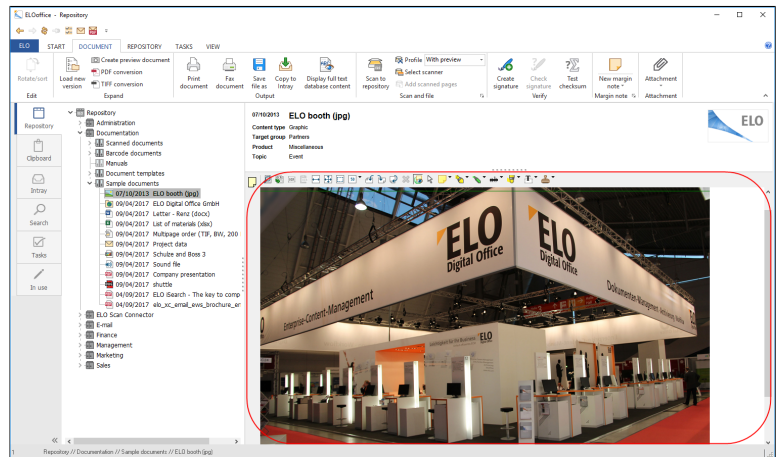 ELOoffice - Repository
ELO START DOCUMENT REPOSITORY TASKS VIEW
Rotate/sort
Edit
Load new version
Create preview document
PDF conversion
TIFF conversion
Expand
Print document
Fax document
Save file as
Copy to Intray
Display full text database content
Output
Scan to repository
Profile With preview
Select scanner
Add scanned pages
Scan and file
Create signature
Check signature
Test checksum
Verify
New margin note
Margin note
Attachment
Attachment
Repository
Clipboard
Intray
Search
Tasks
In use
Repository
Administration
Documentation
Scanned documents
Barcode documents
Manuals
Document templates
Sample documents
07/10/2013 ELO booth (jpg)
09/04/2017 ELO Digital Office GmbH
09/04/2017 Letter - Renz (docx)
09/04/2017 List of materials (xlsx)
09/04/2017 Multipage order (TIF, BW, 200
09/04/2017 Project data
09/04/2017 Schulze and Boss 3
09/04/2017 Sound file
09/04/2017 Company presentation
09/04/2017 shuttle
04/09/2017 ELO iSearch - The key to comp
04/09/2017 elo_xc_email_ews_brochure_er
ELO Scan Connector
E-mail
Finance
Management
Marketing
Sales
07/10/2013 ELO booth (jpg)
Content type Graphic
Target group Partners
Product Miscellaneous
Topic Event
ELO
ELO
Digital Office
ELO
Digital Office
Enterprise-Content-Management
ELO
1 Repository // Documentation // Sample documents // ELO booth (jpg)